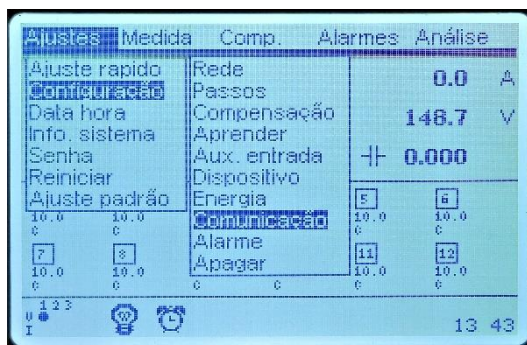 Ajustes Medida Comp. Alarmes Análise
Ajuste rapido
Configuração
Data hora
Info. sistema
Senha
Reiniciar
Ajuste padrão
Rede
Passos
Compensação
Aprender
Aux. entrada
Dispositivo
Energia
Comunicação
Alarme
Apagar
0.0 A
148.7 V
0.000
5 6
10.0 10.0 10.0 10.0
C C C C
7 8 11 12
10.0 10.0 10.0 10.0
C C C C C C
1 2 3
U
I
13 43